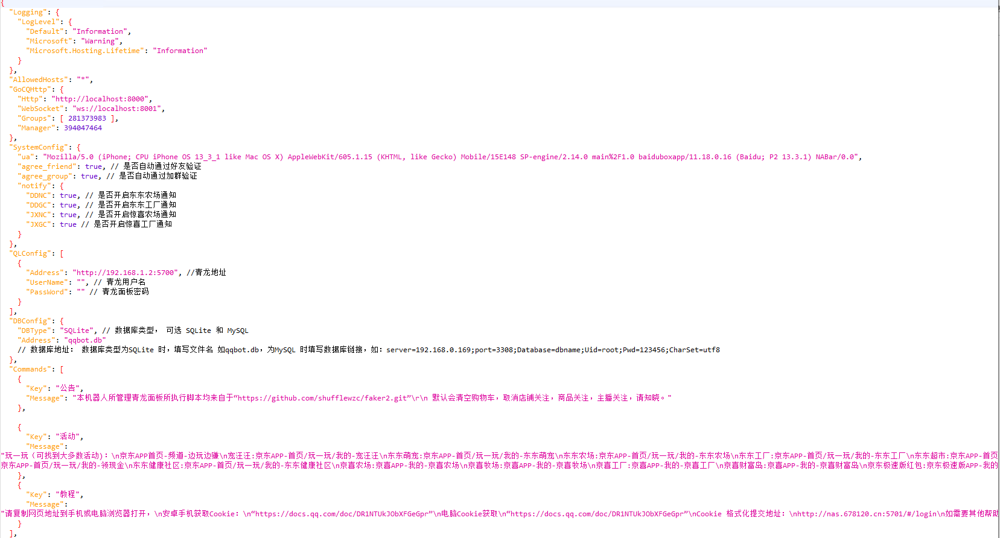 {
"Logging": {
"LogLevel": {
"Default": "Information",
"Microsoft": "Warning",
"Microsoft.Hosting.Lifetime": "Information"
}
},
"AllowedHosts": "*",
"GoCQHttp": {
"Http": "http://localhost:8000",
"WebSocket": "ws://localhost:8001",
"Groups": [ 281373983 ],
"Manager": 394047464
},
"SystemConfig": {
"ua": "Mozilla/5.0 (iPhone; CPU iPhone OS 13_3_1 like Mac OS X) AppleWebKit/605.1.15 (KHTML, like Gecko) Mobile/15E148 SP-engine/2.14.0 main%2F1.0 baiduboxapp/11.18.0.16 (Baidu; P2 13.3.1) NABar/0.0",
"agree_friend": true, // 是否自动通过好友验证
"agree_group": true, // 是否自动通过加群验证
"notify": {
"DDNC": true, // 是否开启东东农场通知
"DDGC": true, // 是否开启东东工厂通知
"JXNC": true, // 是否开启惊喜农场通知
"JXGC": true // 是否开启惊喜工厂通知
}
},
"QLConfig": [
{
"Address": "http://192.168.1.2:5700", //青龙地址
"UserName": "", // 青龙用户名
"PassWord": "" // 青龙面板密码
}
],
"DBConfig": {
"DBType": "SQLite", // 数据库类型， 可选 SQLite 和 MySQL
"Address": "qqbot.db"
// 数据库地址： 数据库类型为SQLite 时，填写文件名 如qqbot.db，为MySQL 时填写数据库链接，如：server=192.168.0.169;port=3308;Database=dbname;Uid=root;Pwd=123456;CharSet=utf8
},
"Commands": [
{
"Key": "公告",
"Message": "本机器人所管理青龙面板所执行脚本均来自于“https://github.com/shufflewzc/faker2.git”\r\n 默认会清空购物车，取消店铺关注，商品关注，主播关注，请知晓。"
},
{
"Key": "活动",
"Message":
"玩一玩（可找到大多数活动)：\n京东APP首页-频道-边玩边赚\n宠汪汪:京东APP-首页/玩一玩/我的-宠汪汪\n东东萌宠:京东APP-首页/玩一玩/我的-东东萌宠\n东东农场:京东APP-首页/玩一玩/我的-东东农场\n东东工厂:京东APP-首页/玩一玩/我的-东东工厂\n东东超市:京东APP-首页
京东APP-首页/玩一玩/我的-领现金\n东东健康社区:京东APP-首页/玩一玩/我的-东东健康社区\n京喜农场:京喜APP-我的-京喜农场\n京喜牧场:京喜APP-我的-京喜牧场\n京喜工厂:京喜APP-我的-京喜工厂\n京喜财富岛:京喜APP-我的-京喜财富岛\n京东极速版红包:京东极速版APP-我的
},
{
"Key": "教程",
"Message":
"请复制网页地址到手机或电脑浏览器打开，\n安卓手机获取Cookie：\n“https://docs.qq.com/doc/DR1NTUkJObXFGeGpr”\n电脑Cookie获取\n“https://docs.qq.com/doc/DR1NTUkJObXFGeGpr”\nCookie 格式化提交地址：\nhttp://nas.678120.cn:5701/#/login\n如需要其他帮助
}
],